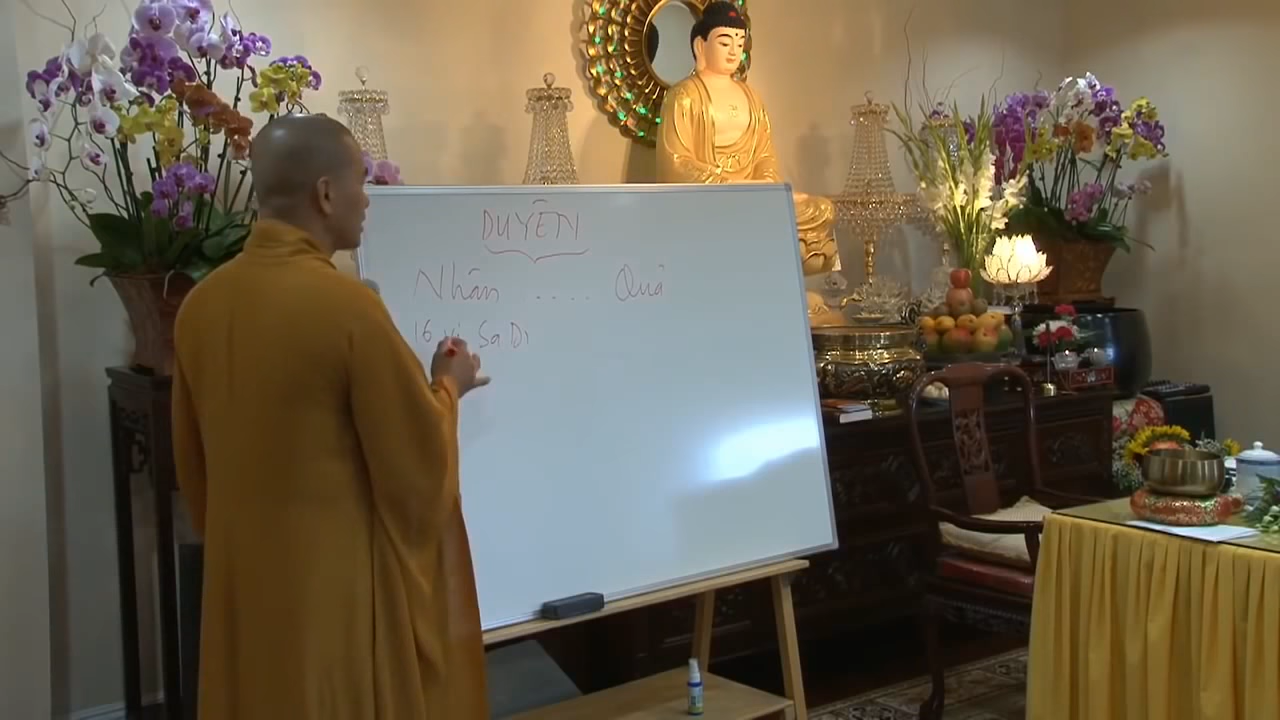 DUYÊN
Nhân .... Quả
16 vị Sa Di